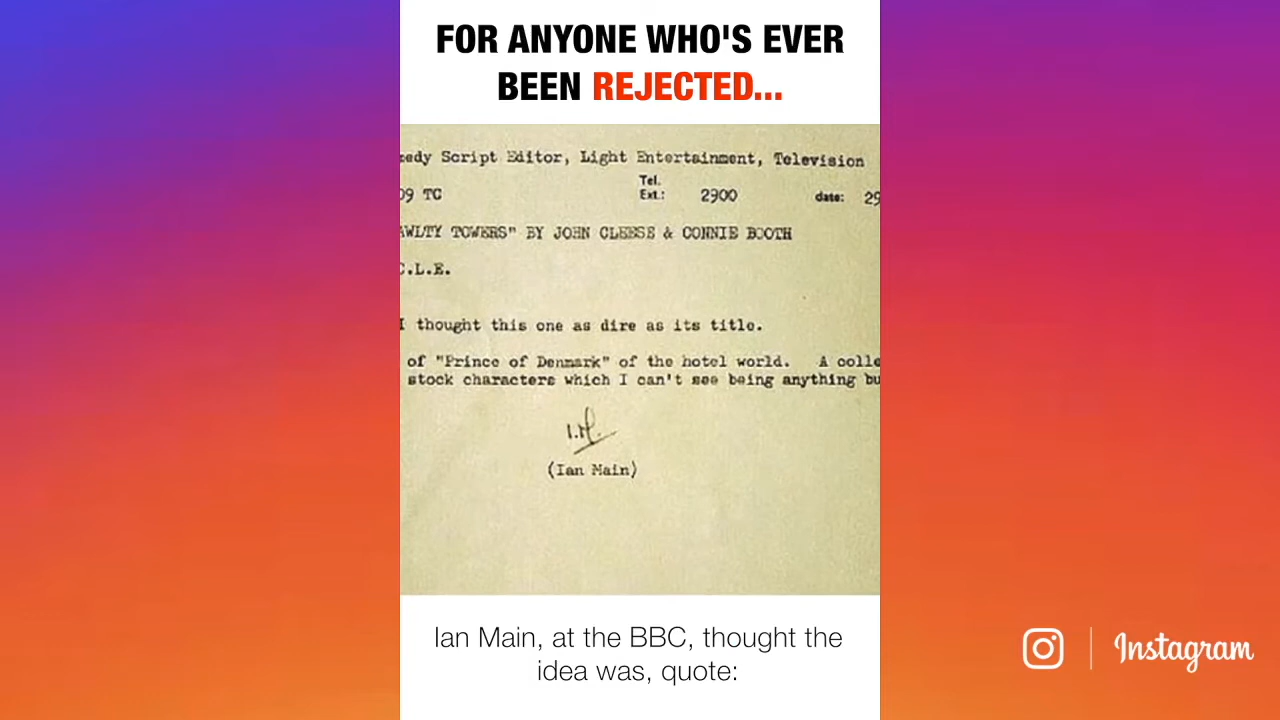 FOR ANYONE WHO'S EVER
BEEN REJECTED...
edy Script Editor, Light Entertainment, Television
09 TC
Tel.
Ext.: 2900
date: 29
AWLTY TOWERS" BY JOHN CLEESE & CONNIE BOOTH
C.L.E.
I thought this one as dire as its title.
of "Prince of Denmark" of the hotel world. A colle
stock characters which I can't see being anything bu
I.M.
(Ian Main)
Ian Main, at the BBC, thought the
idea was, quote:
Instagram